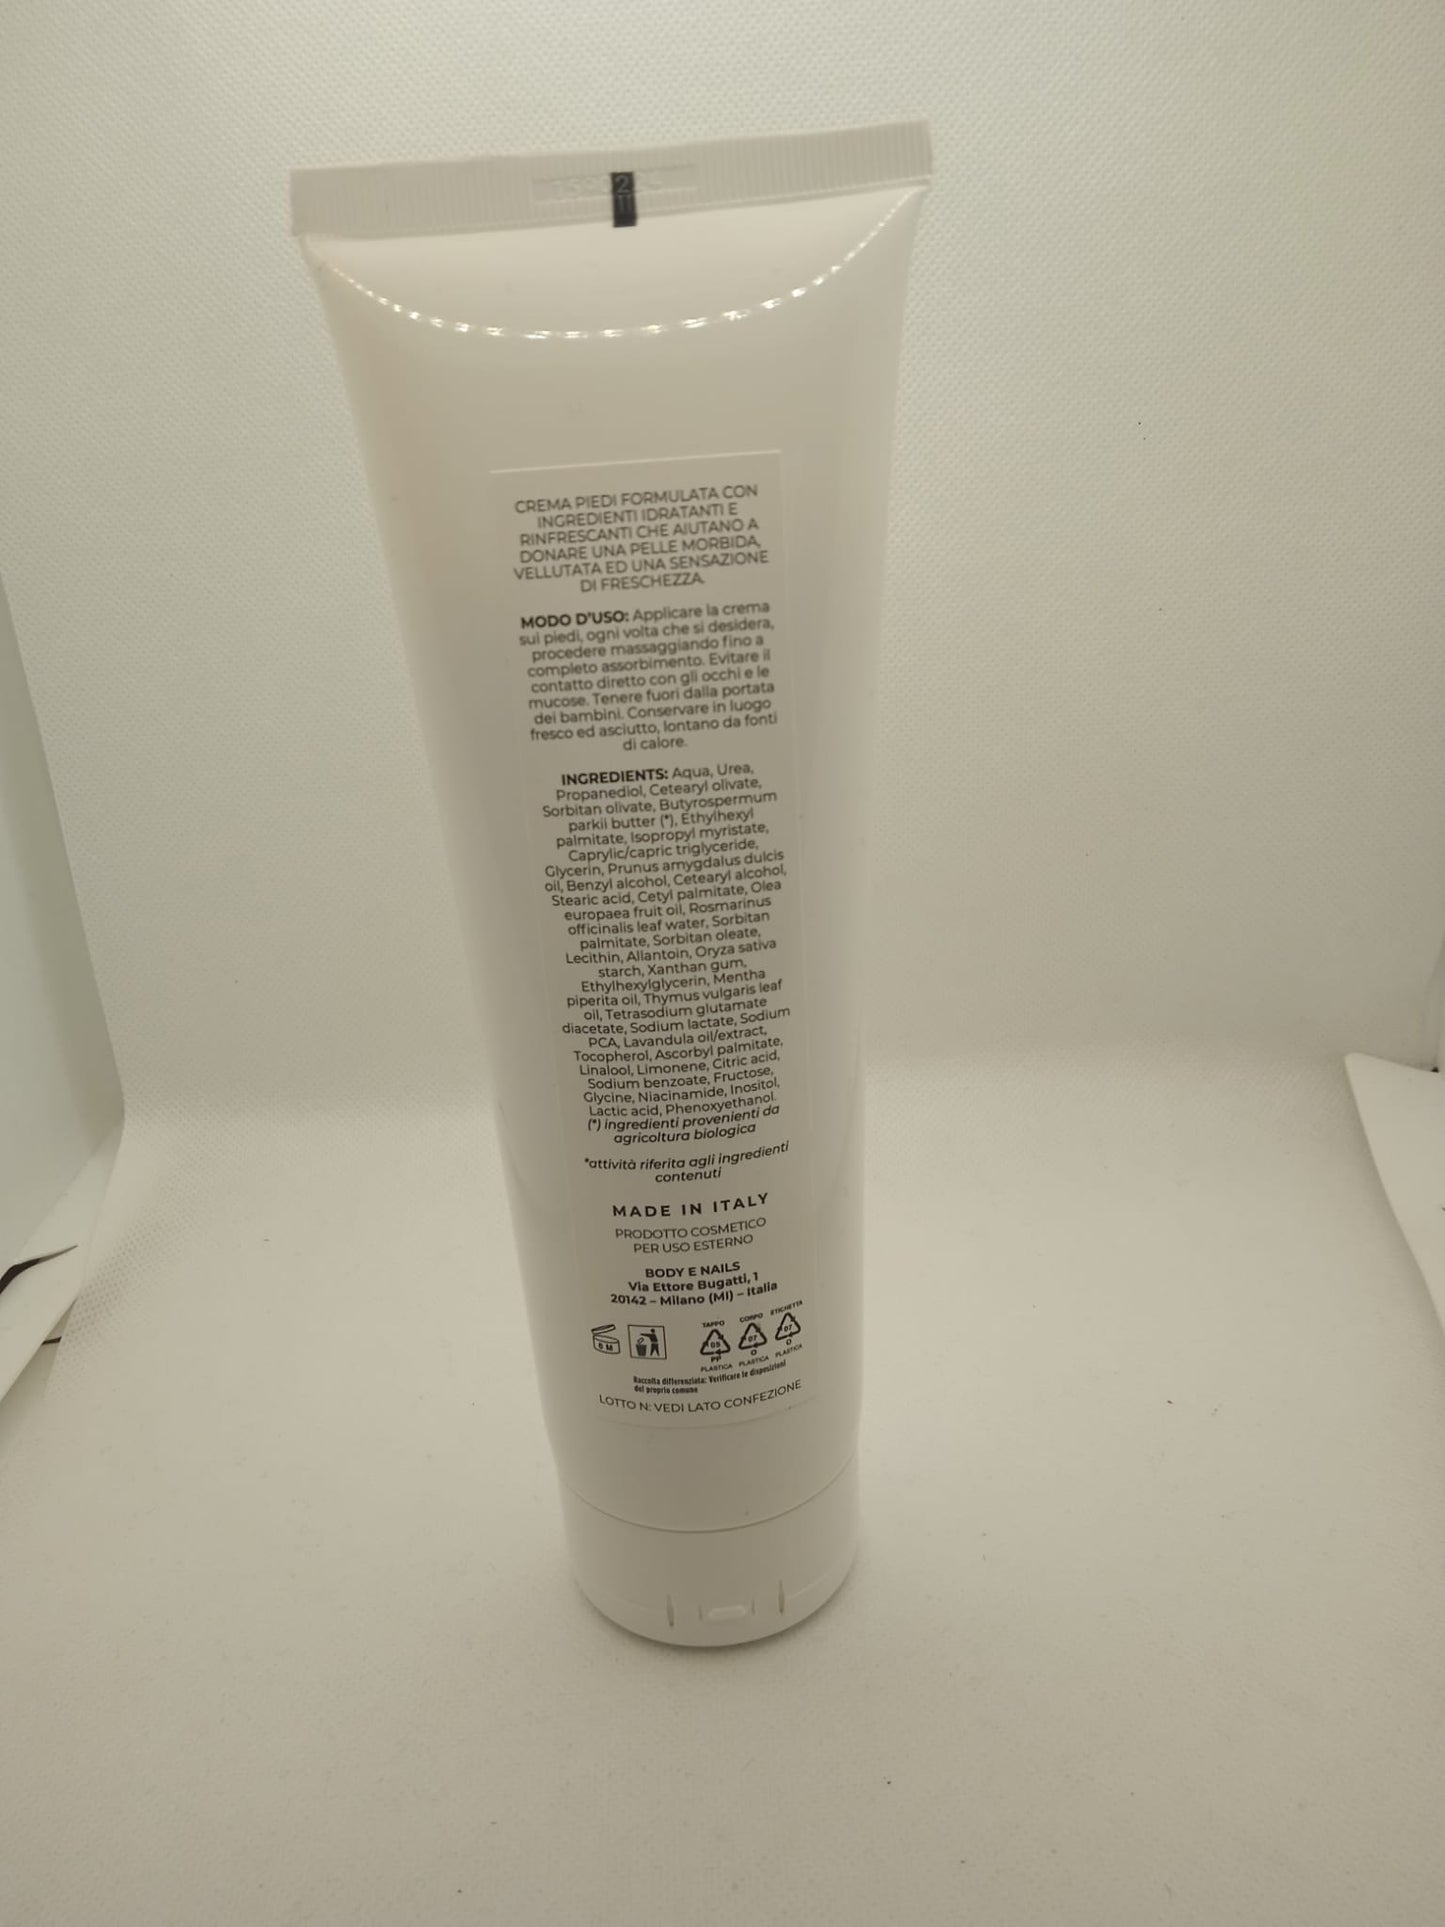 CREMA PIEDI FORMULATA CON
INGREDIENTI IDRATANTI E
RINFRESCANTI CHE AIUTANO A
DONARE UNA PELLE MORBIDA,
VELLUTATA ED UNA SENSAZIONE
DI FRESCHEZZA.
MODO D'USO: Applicare la crema
sui piedi, ogni volta che si desidera,
procedere massaggiando fino a
completo assorbimento. Evitare il
contatto diretto con gli occhi e le
mucose. Tenere fuori dalla portata
dei bambini. Conservare in luogo
fresco ed asciutto, lontano da fonti
di calore.
INGREDIENTS: Aqua, Urea,
Propanediol, Cetearyl olivate,
Sorbitan olivate, Butyrospermum
parkii butter (*), Ethylhexyl
palmitate, Isopropyl myristate,
Caprylic/capric triglyceride,
Glycerin, Prunus amygdalus dulcis
oil, Benzyl alcohol, Cetearyl alcohol,
Stearic acid, Cetyl palmitate, Olea
europaea fruit oil, Rosmarinus
officinalis leaf water, Sorbitan
palmitate, Sorbitan oleate,
Lecithin, Allantoin, Oryza sativa
starch, Xanthan gum,
Ethylhexylglycerin, Mentha
piperita oil, Thymus vulgaris leaf
oil, Tetrasodium glutamate
diacetate, Sodium lactate, Sodium
PCA, Lavandula oil/extract,
Tocopherol, Ascorbyl palmitate,
Linalool, Limonene, Citric acid,
Sodium benzoate, Fructose,
Glycine, Niacinamide, Inositol,
Lactic acid, Phenoxyethanol.
(*) ingredienti provenienti da
agricoltura biologica
*attività riferita agli ingredienti
contenuti
MADE IN ITALY
PRODOTTO COSMETICO
PER USO ESTERNO
BODY E NAILS
Via Ettore Bugatti, 1
20142 – Milano (MI) – Italia
TAPPO CORPO ETICHETTA
6 M 05 07 07
PP O O
PLASTICA PLASTICA PLASTICA
Raccolta differenziata: Verificare le disposizioni
del proprio comune
LOTTO N: VEDI LATO CONFEZIONE